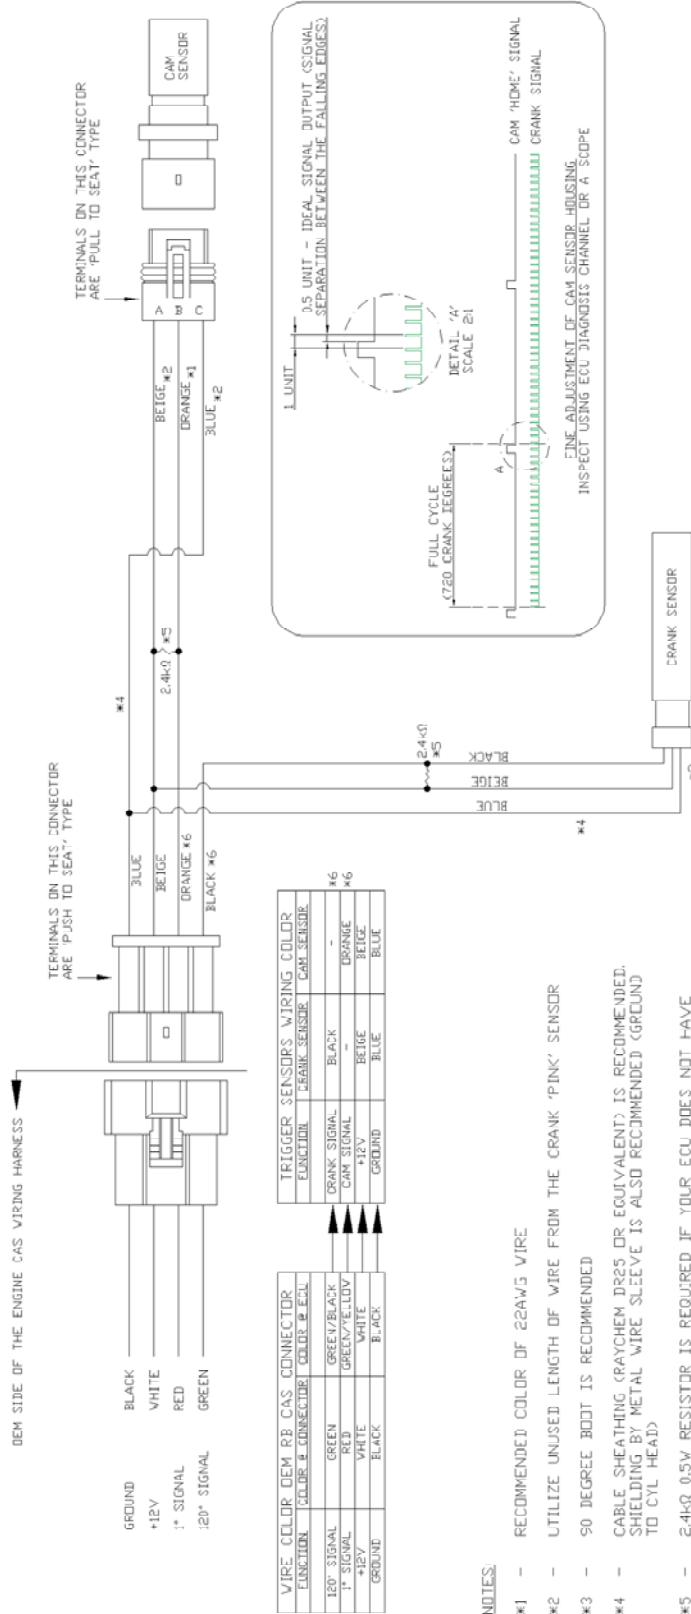 OEM SIDE OF THE ENGINE CAS WIRING HARNESS
GROUND BLACK
+12V WHITE
1° SIGNAL RED
120° SIGNAL GREEN
TERMINALS ON THIS CONNECTOR
ARE 'PUSH TO SEAT' TYPE
BLUE
BEIGE
ORANGE *6
BLACK *6
*4
2.4kΩ *5
TERMINALS ON THIS CONNECTOR
ARE 'PULL TO SEAT' TYPE
BEIGE *2
ORANGE *1
BLUE *2
A
B
C
CAM
SENSOR
WIRE COLOR OEM RB CAS CONNECTOR
FUNCTION COLOR @ CONNECTOR COLOR @ ECU
120° SIGNAL GREEN GREEN/BLACK
1° SIGNAL RED GREEN/YELLOW
+12V WHITE WHITE
GROUND BLACK BLACK
TRIGGER SENSORS WIRING COLOR
FUNCTION CRANK SENSOR CAM SENSOR
CRANK SIGNAL BLACK - *6
CAM SIGNAL - ORANGE *6
+12V BEIGE BEIGE
GROUND BLUE BLUE
2.4kΩ
*5
BLACK
BEIGE
BLUE
*4
CRANK SENSOR
1 UNIT
0.5 UNIT - IDEAL SIGNAL OUTPUT (SIGNAL
SEPARATION BETWEEN THE FALLING EDGES)
DETAIL 'A'
SCALE 2:1
FULL CYCLE
(720 CRANK DEGREES)
A
CAM 'HOME' SIGNAL
CRANK SIGNAL
FINE ADJUSTMENT OF CAM SENSOR HOUSING
INSPECT USING ECU DIAGNOSIS CHANNEL OR A SCOPE
NOTES:
*1 - RECOMMENDED COLOR OF 22AWG WIRE
*2 - UTILIZE UNUSED LENGTH OF WIRE FROM THE CRANK 'PINK' SENSOR
*3 - 90 DEGREE BOOT IS RECOMMENDED
*4 - CABLE SHEATHING (RAYCHEM DR25 OR EQUIVALENT) IS RECOMMENDED.
SHIELDING BY METAL WIRE SLEEVE IS ALSO RECOMMENDED (GROUND
TO CYL HEAD)
*5 - 2.4kΩ 0.5W RESISTOR IS REQUIRED IF YOUR ECU DOES NOT HAVE